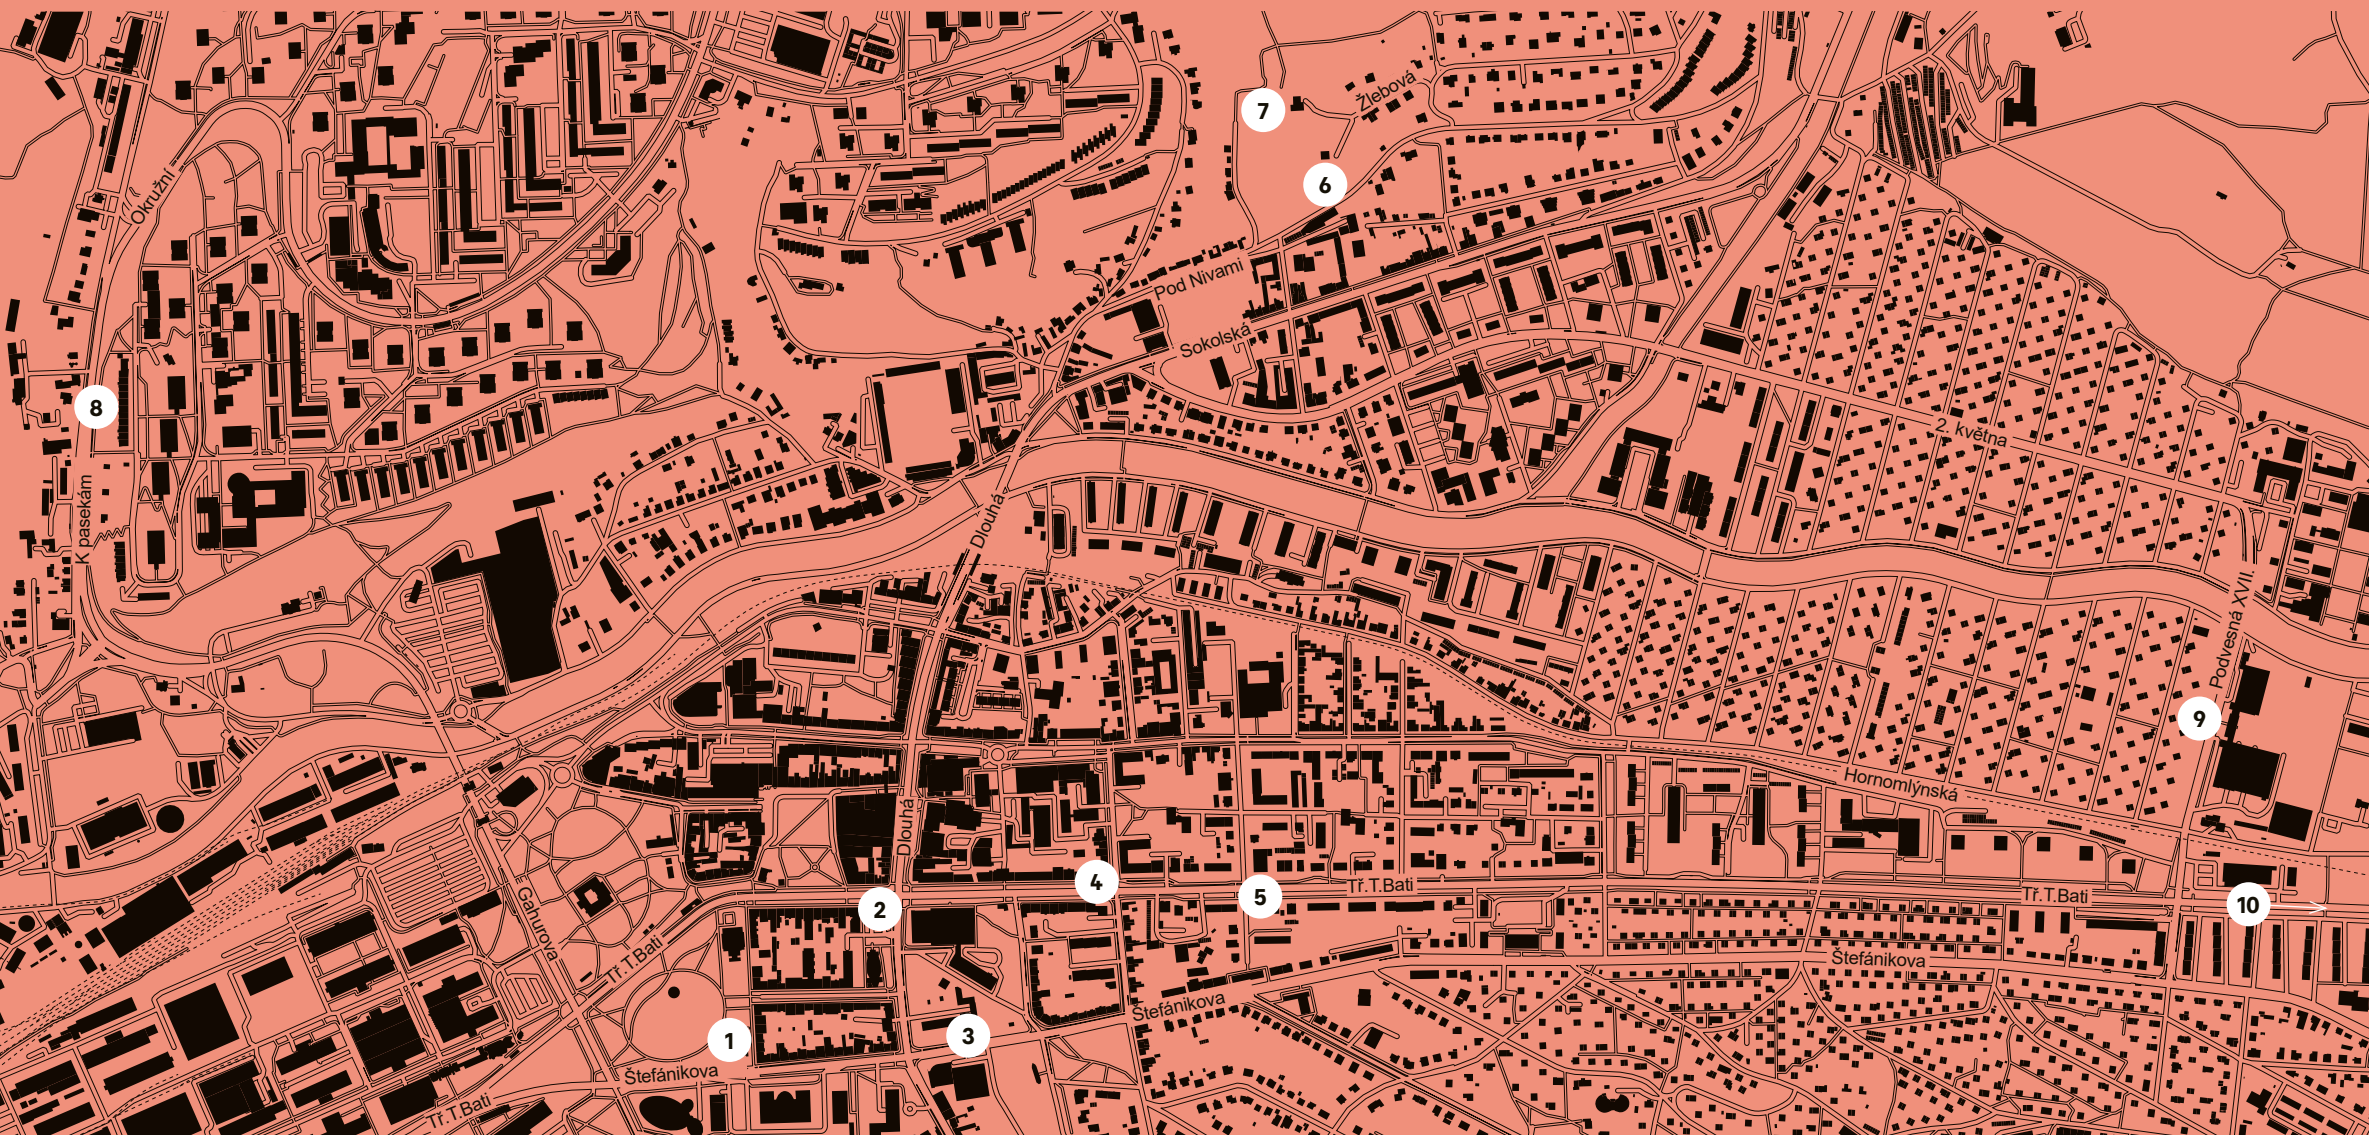 7
Žlebová
6
Okružní
Pod Nivami
Sokolská
8
2. května
K pasekám
Dlouhá
Podvesná XVII.
9
Hornomlýnská
Dlouhá
4
5
Tř.T.Bati
Tř.T.Bati
10
2
Gahurova
Tř.T.Bati
Štefánikova
Štefánikova
1
3
Štefánikova
Tř.T.Bati